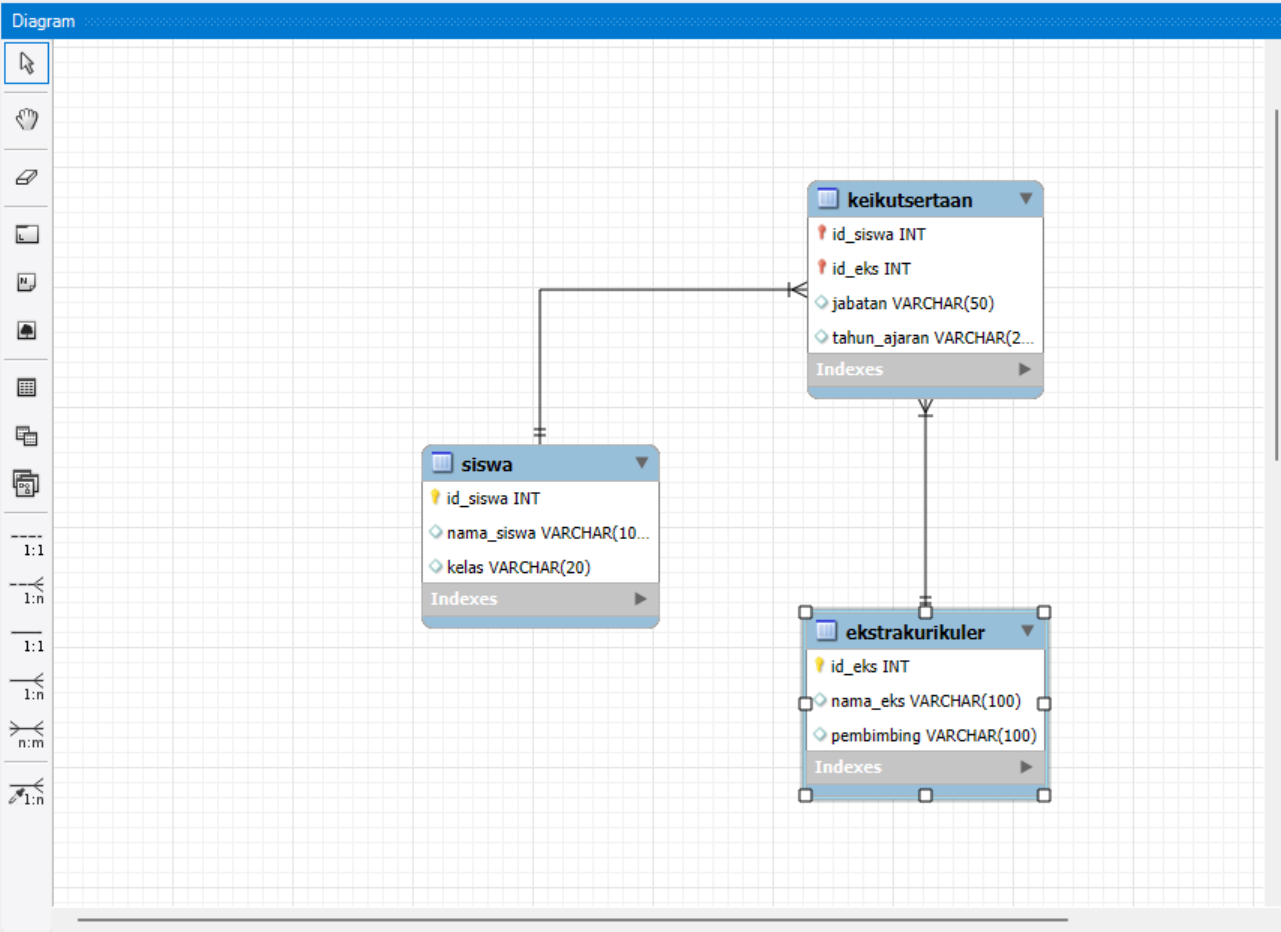 Diagram
keikutsertaan
id_siswa INT
id_eks INT
jabatan VARCHAR(50)
tahun_ajaran VARCHAR(2...
Indexes
siswa
id_siswa INT
nama_siswa VARCHAR(10...
kelas VARCHAR(20)
Indexes
ekstrakurikuler
id_eks INT
nama_eks VARCHAR(100)
pembimbing VARCHAR(100)
Indexes
1:1
1:n
1:1
1:n
n:m
1:n